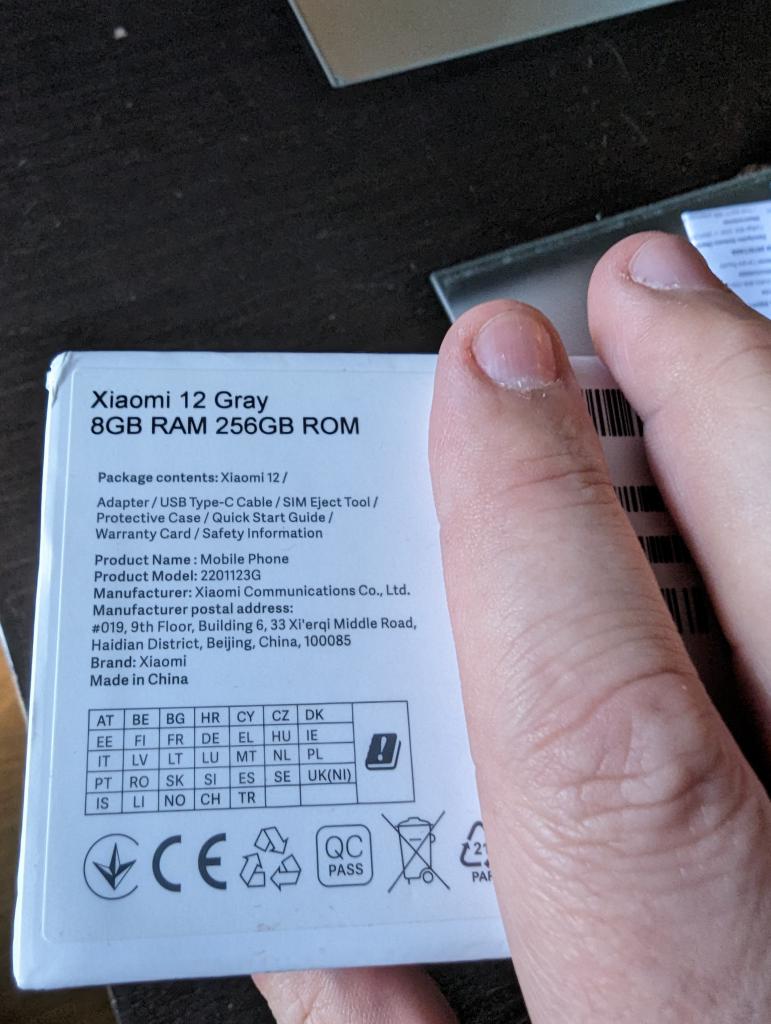 Xiaomi 12 Gray
8GB RAM 256GB ROM
Package contents: Xiaomi 12 /
Adapter / USB Type-C Cable / SIM Eject Tool /
Protective Case / Quick Start Guide /
Warranty Card / Safety Information
Product Name : Mobile Phone
Product Model: 2201123G
Manufacturer: Xiaomi Communications Co., Ltd.
Manufacturer postal address:
#019, 9th Floor, Building 6, 33 Xi'erqi Middle Road,
Haidian District, Beijing, China, 100085
Brand: Xiaomi
Made in China
AT BE BG HR CY CZ DK
EE FI FR DE EL HU IE
IT LV LT LU MT NL PL
PT RO SK SI ES SE UK(NI)
IS LI NO CH TR
CE
QC
PASS
21
PAP